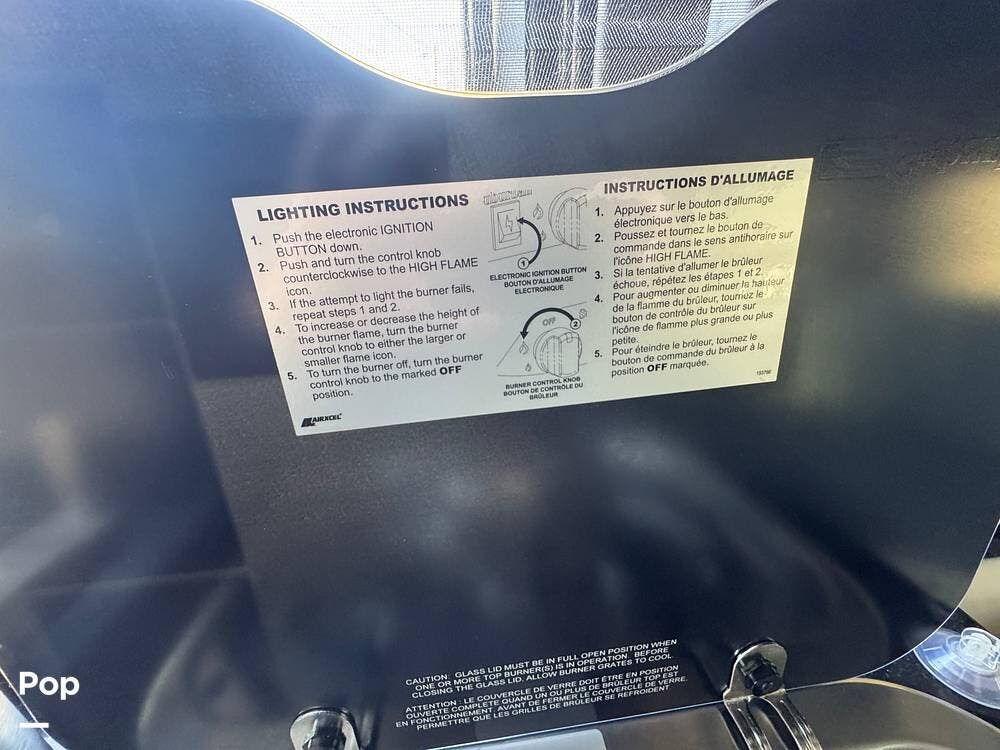 LIGHTING INSTRUCTIONS
1. Push the electronic IGNITION
BUTTON down.
2. Push and turn the control knob
counterclockwise to the HIGH FLAME
icon.
3. If the attempt to light the burner fails,
repeat steps 1 and 2.
4. To increase or decrease the height of
the burner flame, turn the burner
control knob to either the larger or
smaller flame icon.
5. To turn the burner off, turn the burner
control knob to the marked OFF
position.
AIRXCEL
1
ELECTRONIC IGNITION BUTTON
BOUTON D'ALLUMAGE
ELECTRONIQUE
OFF
2
BURNER CONTROL KNOB
BOUTON DE CONTRÔLE DU
BRÛLEUR
INSTRUCTIONS D'ALLUMAGE
1. Appuyez sur le bouton d'allumage
électronique vers le bas.
2. Poussez et tournez le bouton de
commande dans le sens antihoraire sur
l'icône HIGH FLAME.
3. Si la tentative d'allumer le brûleur
échoue, répétez les étapes 1 et 2.
4. Pour augmenter ou diminuer la hauteur
de la flamme du brûleur, tourniez le
bouton de contrôle du brûleur sur
l'icône de flamme plus grande ou plus
petite.
5. Pour éteindre le brûleur, tournez le
bouton de commande du brûleur à la
position OFF marquée.
CAUTION: GLASS LID MUST BE IN FULL OPEN POSITION WHEN
ONE OR MORE TOP BURNER(S) IS IN OPERATION. BEFORE
CLOSING THE GLASS LID, ALLOW BURNER GRATES TO COOL.
ATTENTION : LE COUVERCLE DE VERRE DOIT ÊTRE EN POSITION
OUVERTE COMPLETE QUAND UN OU PLUS DE BRÛLEUR TOP EST
EN FONCTIONNEMENT. AVANT DE FERMER LE COUVERCLE DE VERRE,
PERMETTRE QUE LES GRILLES DE BRÛLEUR SE REFROIDENT
Pop